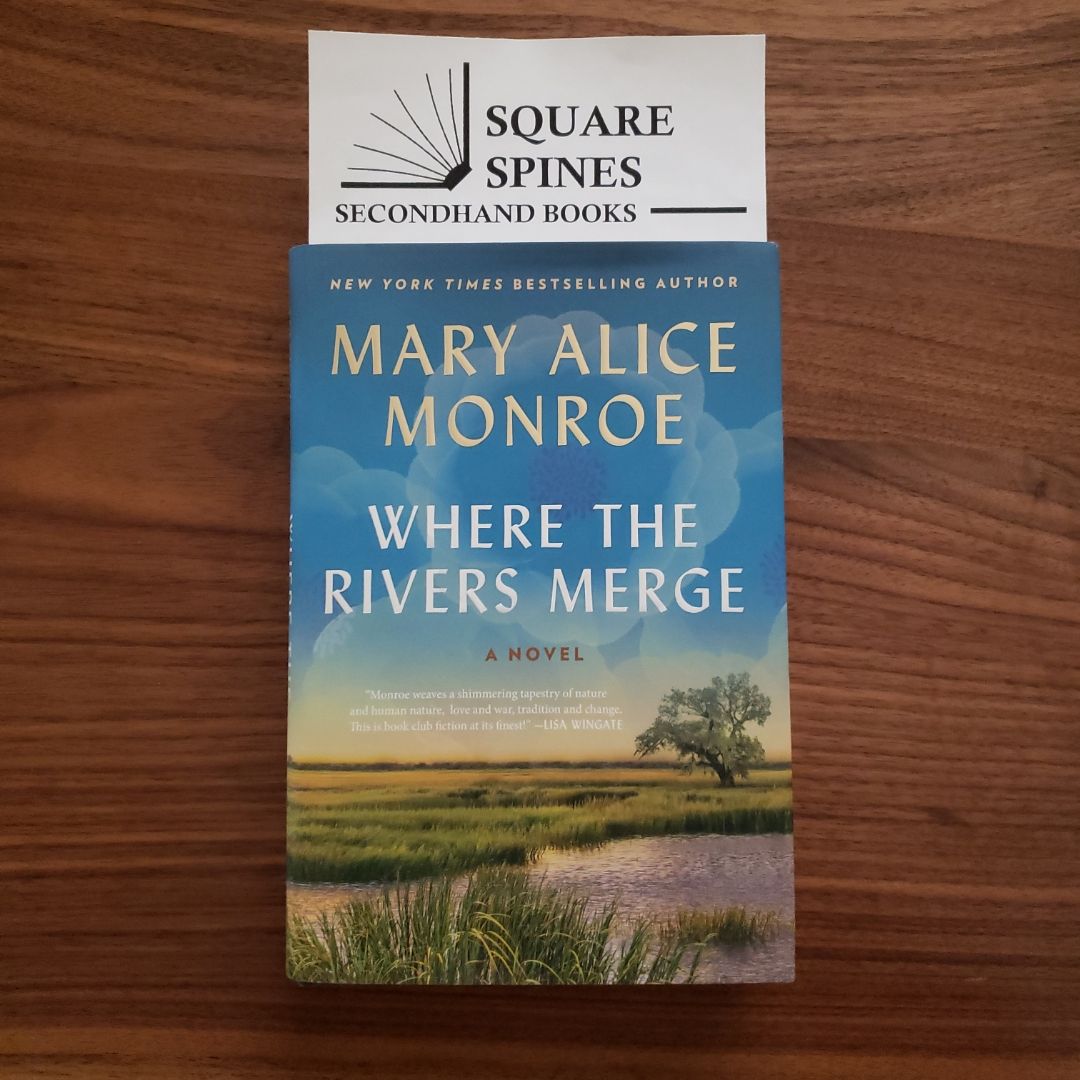 SQUARE
SPINES
SECONDHAND BOOKS
NEW YORK TIMES BESTSELLING AUTHOR
MARY ALICE
MONROE
WHERE THE
RIVERS MERGE
A NOVEL
"Monroe weaves a shimmering tapestry of nature
and human nature, love and war, tradition and change.
This is book club fiction at its finest!" —LISA WINGATE